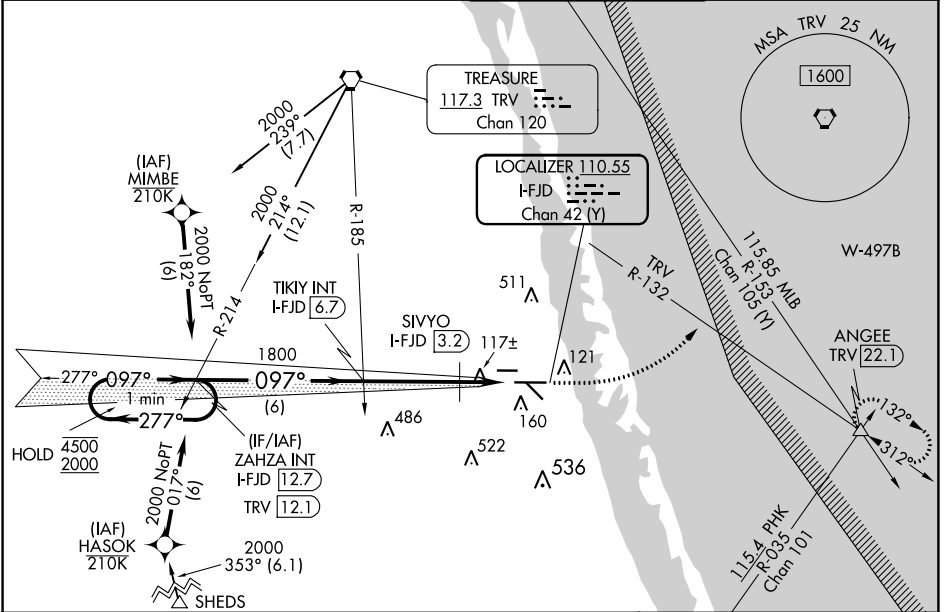 MSA TRV 25 NM
1600
TREASURE
117.3 TRV
Chan 120
LOCALIZER 110.55
I-FJD
Chan 42 (Y)
2000
239°
(7.7)
(IAF)
MIMBE
210K
2000
214°
(12.1)
R-185
2000 NoPT
182°
(6)
R-214
TIKIY INT
I-FJD 6.7
SIVYO
I-FJD 3.2
511
117±
TRV
R-132
115.85 MLB
R-153
Chan 105 (Y)
W-497B
ANGEE
TRV 22.1
1800
277°
097°
097°
(6)
1 min
277°
121
160
486
522
536
132°
312°
HOLD
4500
2000
(IF/IAF)
ZAHZA INT
I-FJD 12.7
TRV 12.1
2000 NoPT
017°
(6)
(IAF)
HASOK
210K
2000
353° (6.1)
SHEDS
115.4 PHK
R-035
Chan 101